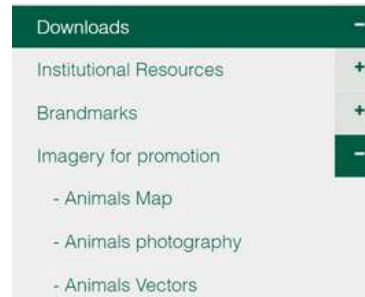 Downloads −
Institutional Resources +
Brandmarks +
Imagery for promotion −
- Animals Map
- Animals photography
- Animals Vectors